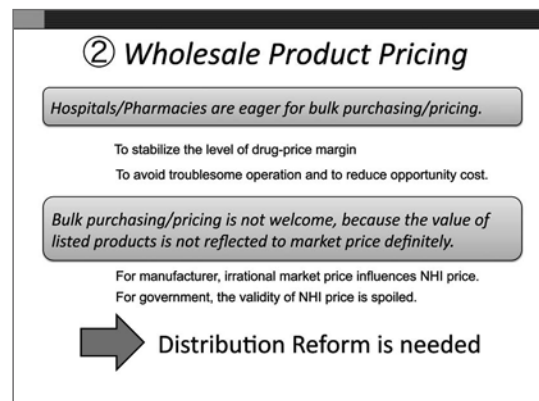 ② Wholesale Product Pricing
Hospitals/Pharmacies are eager for bulk purchasing/pricing.
To stabilize the level of drug-price margin
To avoid troublesome operation and to reduce opportunity cost.
Bulk purchasing/pricing is not welcome, because the value of
listed products is not reflected to market price definitely.
For manufacturer, irrational market price influences NHI price.
For government, the validity of NHI price is spoiled.
Distribution Reform is needed